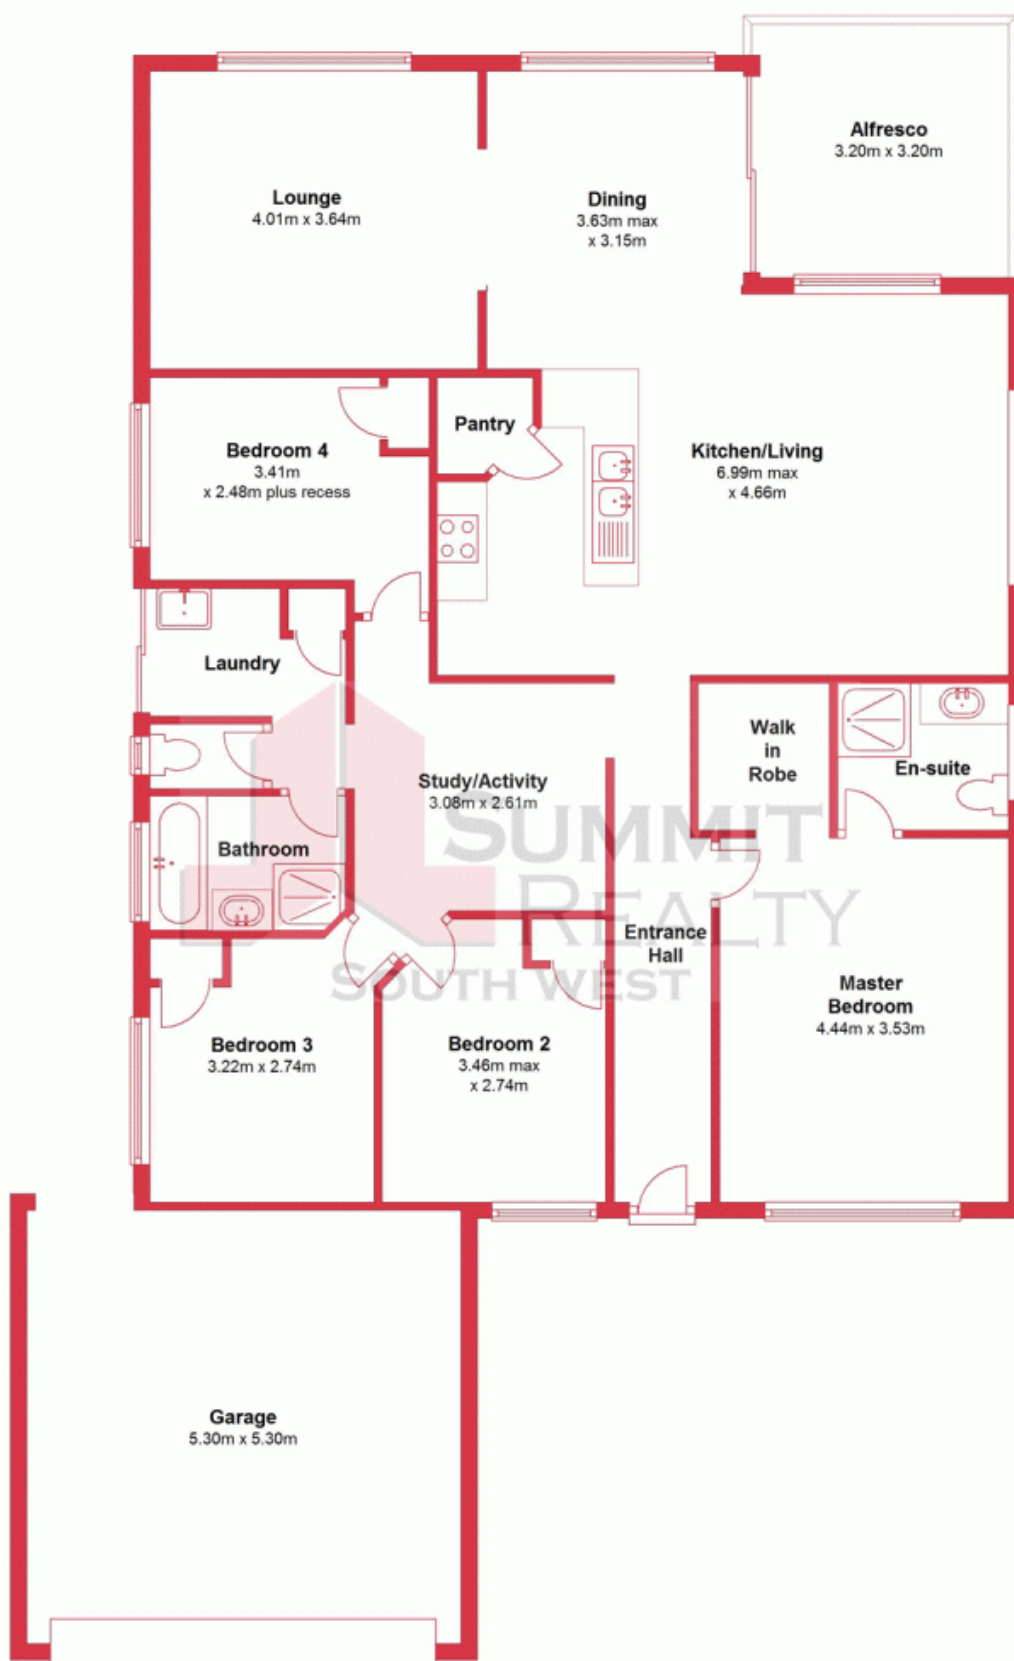 Alfresco
3.20m x 3.20m
Lounge
4.01m x 3.64m
Dining
3.63m max
x 3.15m
Pantry
Bedroom 4
3.41m
x 2.48m plus recess
Kitchen/Living
6.99m max
x 4.66m
Laundry
Walk
in
Robe
En-suite
Study/Activity
3.08m x 2.61m
SUMMIT
REALTY
SOUTH WEST
Bathroom
Entrance
Hall
Master
Bedroom
4.44m x 3.53m
Bedroom 3
3.22m x 2.74m
Bedroom 2
3.46m max
x 2.74m
Garage
5.30m x 5.30m